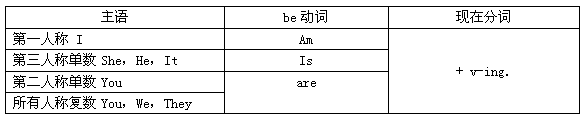 主语 be 动词 现在分词
第一人称 I Am
第三人称单数 She, He, It Is
+ v-ing.
第二人称单数 You are
所有人称复数 You, We, They